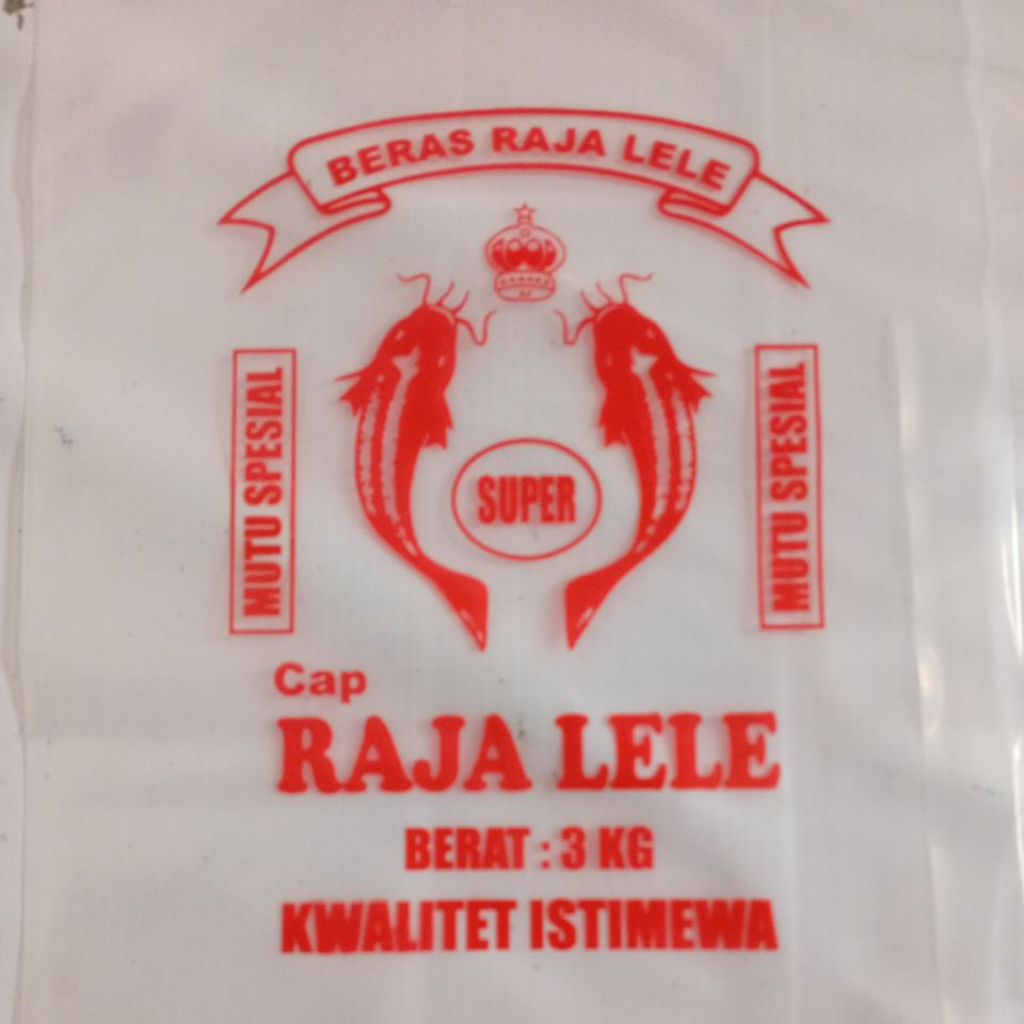 BERAS RAJA LELE
MUTU SPESIAL
SUPER
MUTU SPESIAL
Cap
RAJA LELE
BERAT : 3 KG
KWALITET ISTIMEWA